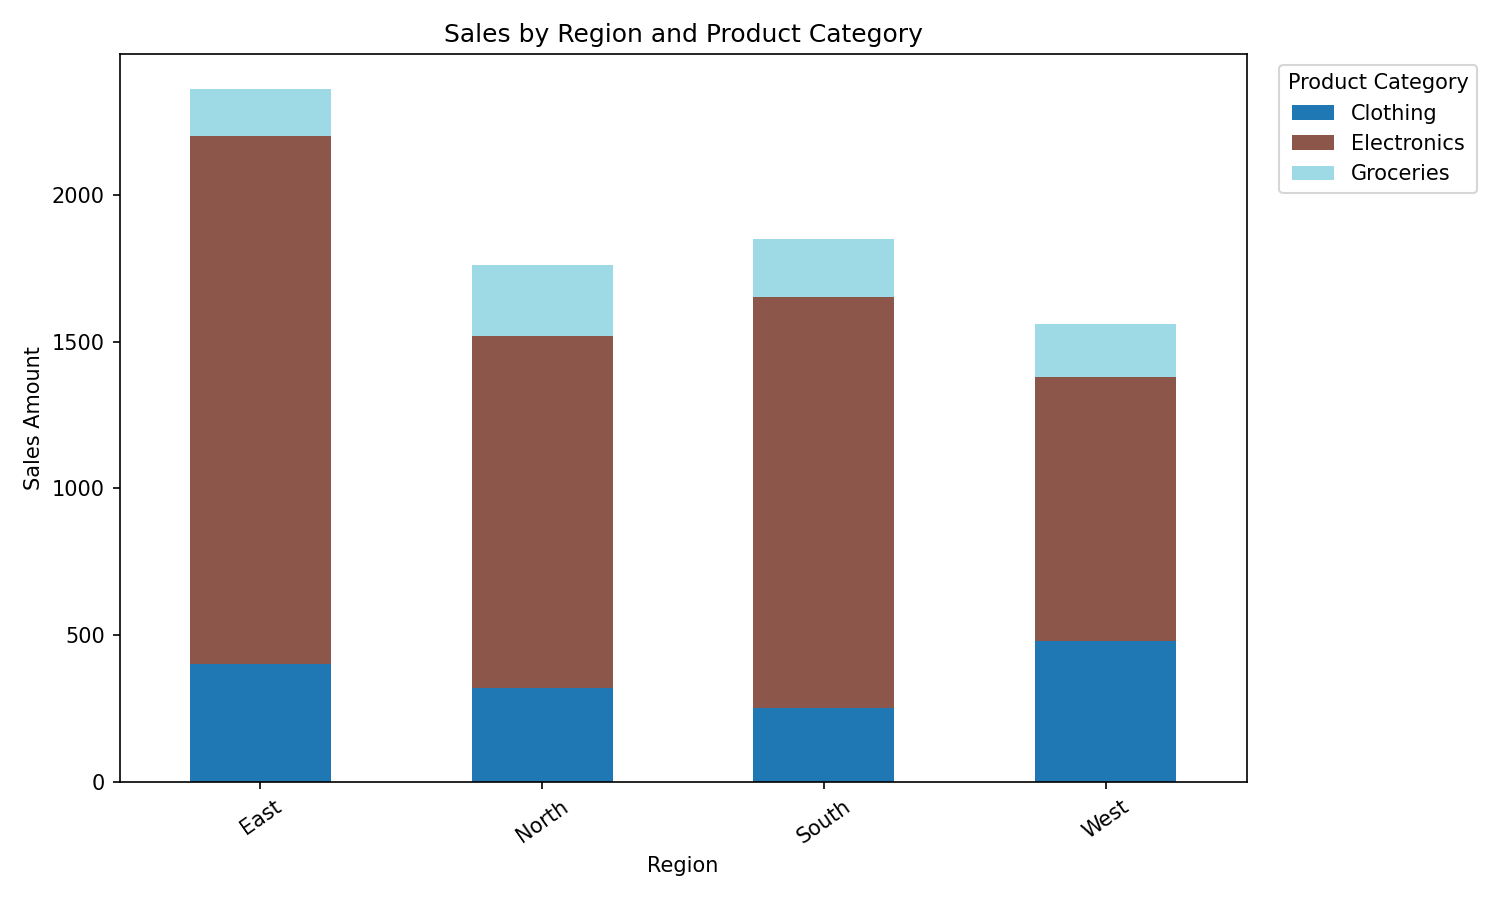 Sales by Region and Product Category
Product Category
Clothing
Electronics
Groceries
Sales Amount
2000
1500
1000
500
0
East
North
South
West
Region